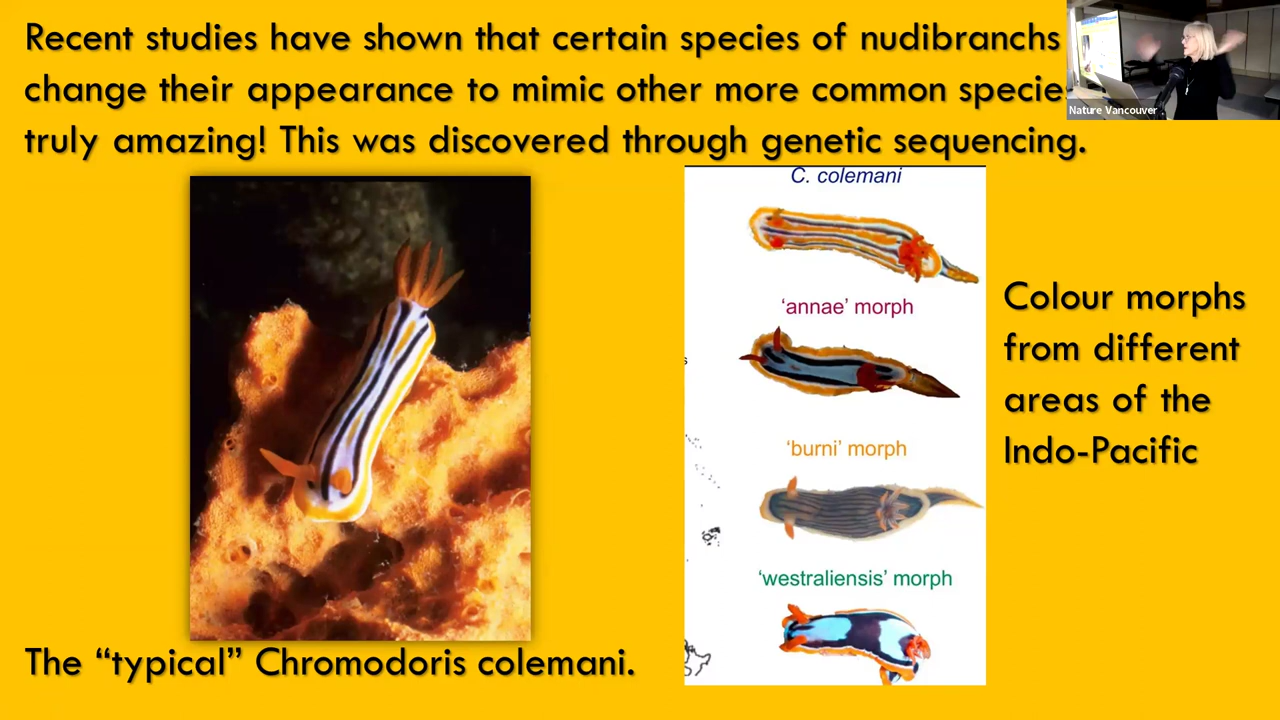 Recent studies have shown that certain species of nudibranchs
change their appearance to mimic other more common specie
truly amazing! This was discovered through genetic sequencing.
Nature Vancouver
C. colemani
'annae' morph
'burni' morph
'westraliensis' morph
Colour morphs
from different
areas of the
Indo-Pacific
The “typical” Chromodoris colemani.